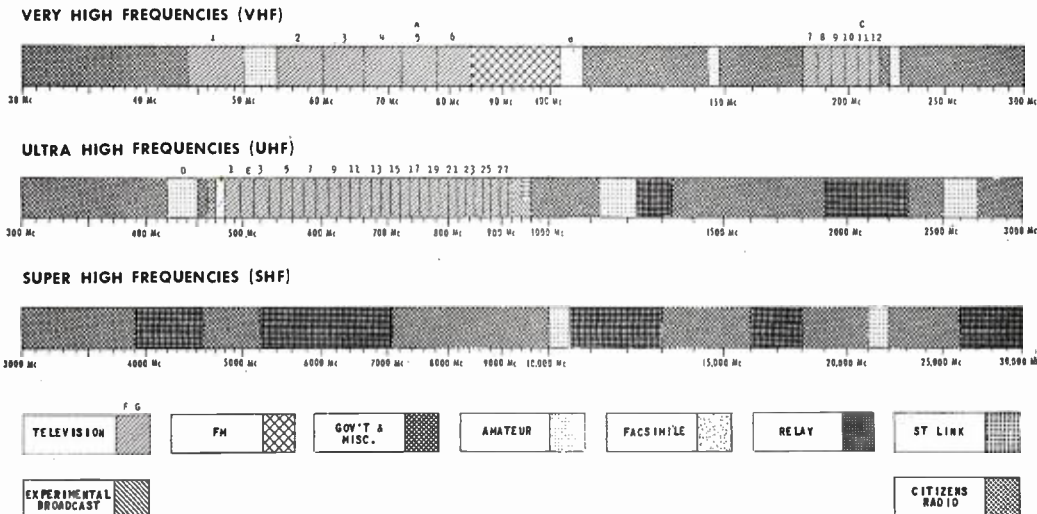 VERY HIGH FREQUENCIES (VHF)
A C
1 2 3 4 5 6 7 8 9 10 11 12
30 Mc 40 Mc 50 Mc 60 Mc 70 Mc 80 Mc 90 Mc 100 Mc 150 Mc 200 Mc 250 Mc 300 Mc
ULTRA HIGH FREQUENCIES (UHF)
D 1 E 3 5 7 9 11 13 15 17 19 21 23 25 27
300 Mc 400 Mc 500 Mc 600 Mc 700 Mc 800 Mc 900 Mc 1000 Mc 1500 Mc 2000 Mc 2500 Mc 3000 Mc
SUPER HIGH FREQUENCIES (SHF)
3000 Mc 4000 Mc 5000 Mc 6000 Mc 7000 Mc 8000 Mc 9000 Mc 10,000 Mc 15,000 Mc 20,000 Mc 25,000 Mc 30,000 M
F G
TELEVISION FM GOV'T & AMATEUR FACSIMILE RELAY ST LINK
MISC.
EXPERIMENTAL CITIZENS
BROADCAST RADIO